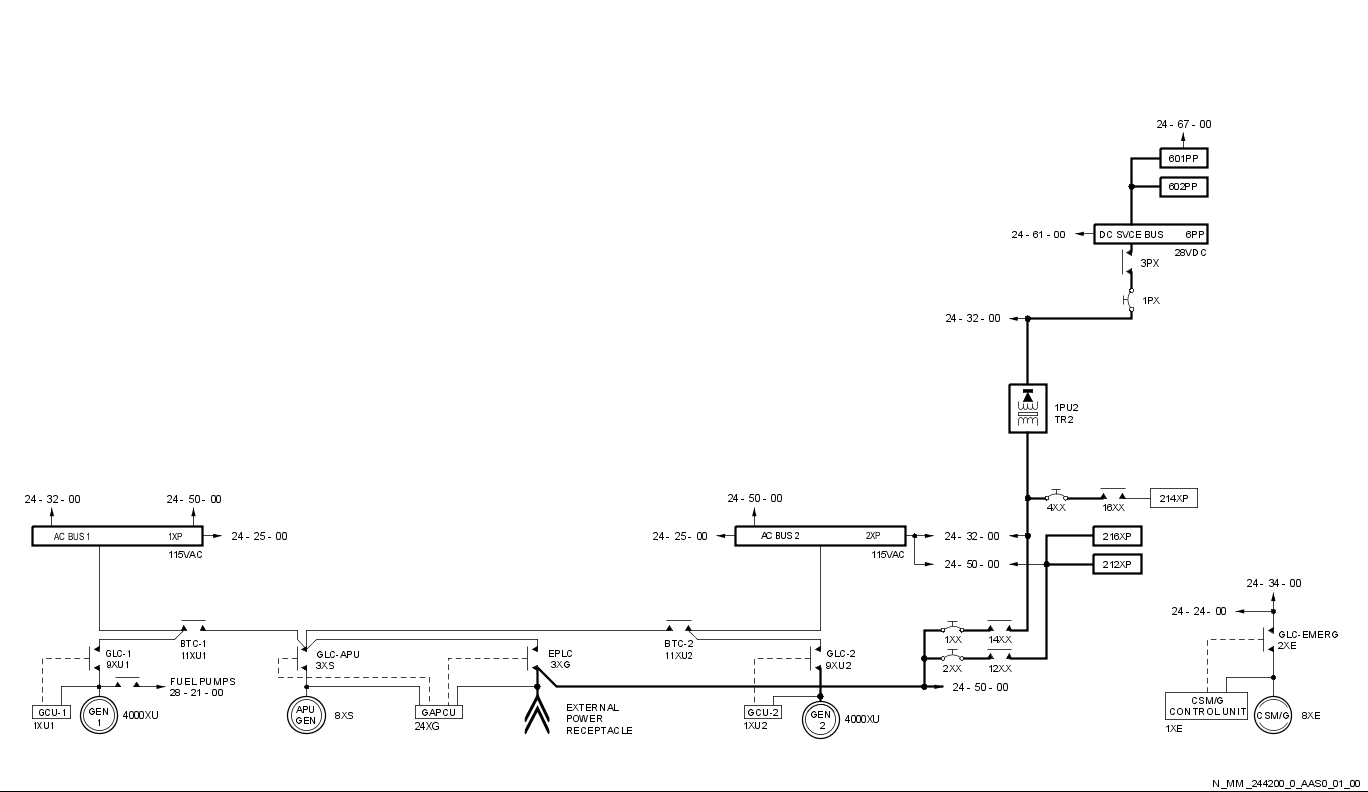 24-67-00
601PP
602PP
24-61-00
DC SVCE BUS 6PP
28VDC
3PX
1PX
24-32-00
1PU2
TR2
4XX
16XX
214XP
24-32-00
24-50-00
AC BUS 1 1XP
24-25-00
115VAC
24-50-00
24-25-00
AC BUS 2 2XP
115VAC
24-32-00
24-50-00
216XP
212XP
24-34-00
24-24-00
GLC-EMERG
2XE
BTC-1
11XU1
GLC-1
9XU1
GLC-APU
3XS
EPLC
3XG
BTC-2
11XU2
GLC-2
9XU2
1XX
14XX
2XX
12XX
24-50-00
FUEL PUMPS
28-21-00
GCU-1
1XU1
GEN
1
4000XU
APU
GEN
8XS
GAPCU
24XG
EXTERNAL
POWER
RECEPTACLE
GCU-2
1XU2
GEN
2
4000XU
CSM/G
CONTROL UNIT
1XE
CSM/G
8XE
N_MM_244200_0_AAS0_01_00